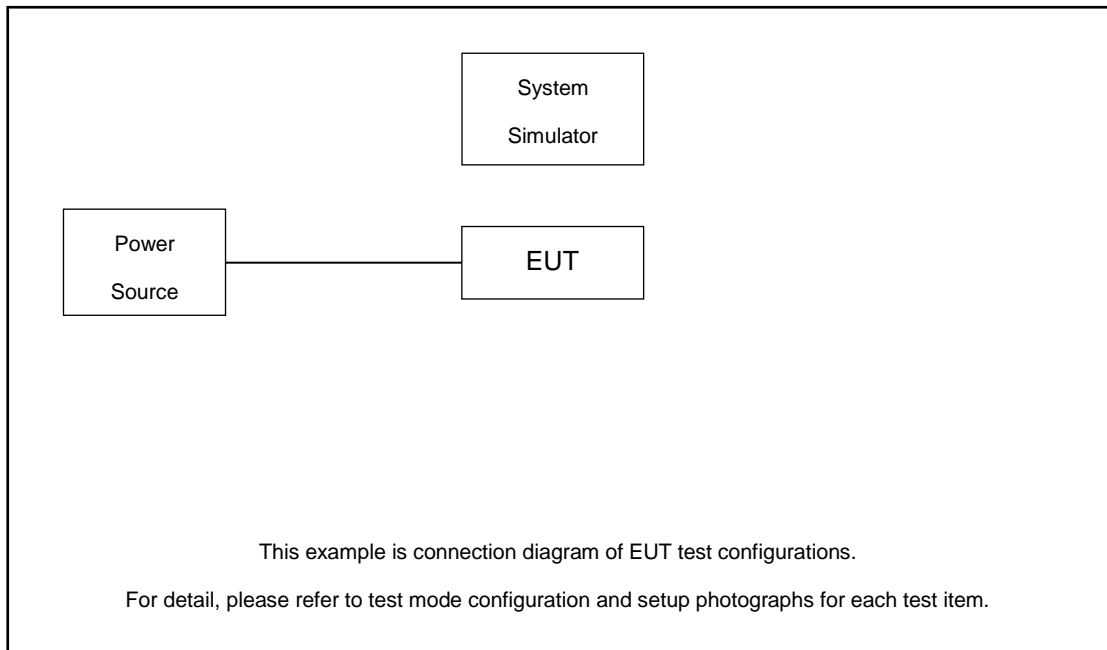 System
Simulator
Power
Source
EUT
This example is connection diagram of EUT test configurations.
For detail, please refer to test mode configuration and setup photographs for each test item.